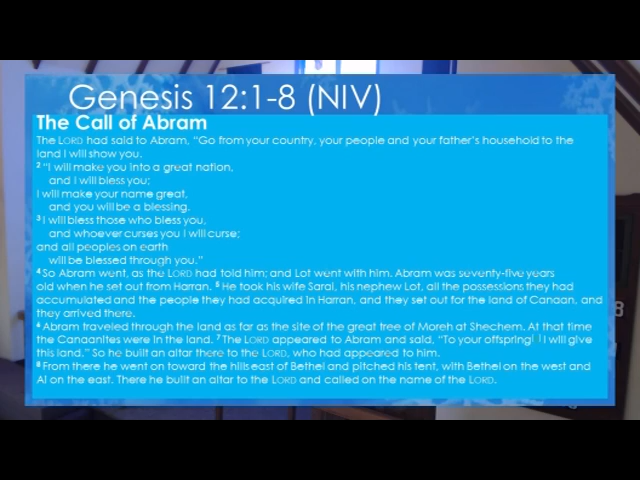 Genesis 12:1-8 (NIV)
The Call of Abram
The LORD had said to Abram, “Go from your country, your people and your father’s household to the
land I will show you.
2 “I will make you into a great nation,
and I will bless you;
I will make your name great,
and you will be a blessing.
3 I will bless those who bless you,
and whoever curses you I will curse;
and all peoples on earth
will be blessed through you.”
4 So Abram went, as the LORD had told him; and Lot went with him. Abram was seventy-five years
old when he set out from Harran. 5 He took his wife Sarai, his nephew Lot, all the possessions they had
accumulated and the people they had acquired in Harran, and they set out for the land of Canaan, and
they arrived there.
6 Abram traveled through the land as far as the site of the great tree of Moreh at Shechem. At that time
the Canaanites were in the land. 7 The LORD appeared to Abram and said, “To your offspring[ ] I will give
this land.” So he built an altar there to the LORD, who had appeared to him.
8 From there he went on toward the hills east of Bethel and pitched his tent, with Bethel on the west and
Ai on the east. There he built an altar to the LORD and called on the name of the LORD.